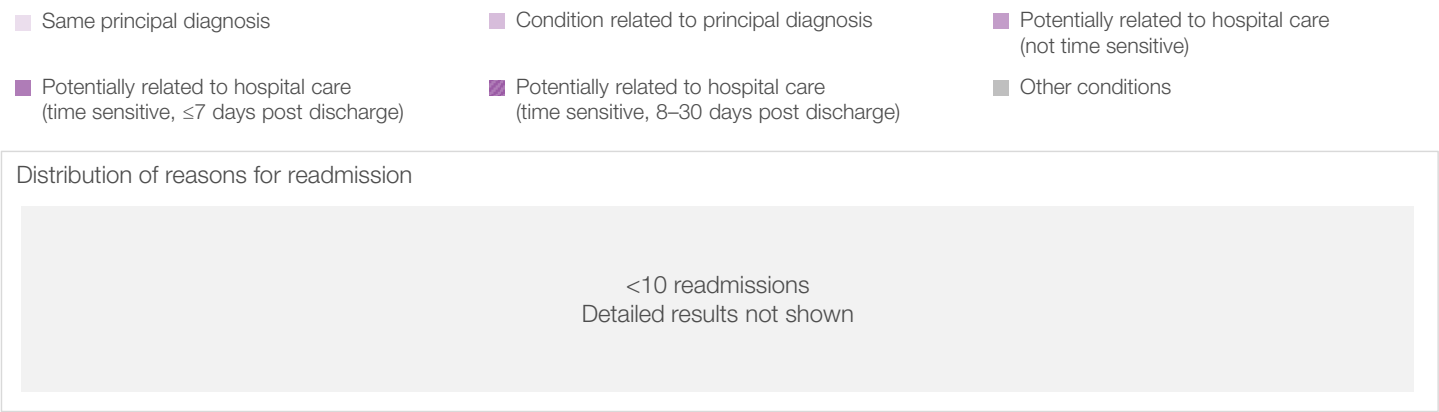 Same principal diagnosis
Condition related to principal diagnosis
Potentially related to hospital care
(not time sensitive)
Potentially related to hospital care
(time sensitive, ≤7 days post discharge)
Potentially related to hospital care
(time sensitive, 8–30 days post discharge)
Other conditions
Distribution of reasons for readmission
<10 readmissions
Detailed results not shown